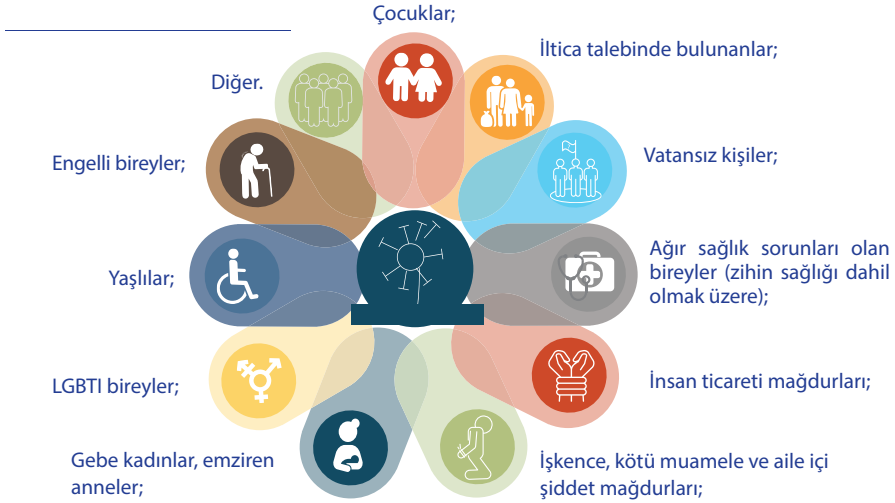 Çocuklar;
İltica talebinde bulunanlar;
Vatansız kişiler;
Ağır sağlık sorunları olan
bireyler (zihin sağlığı dahil
olmak üzere);
İnsan ticareti mağdurları;
İşkence, kötü muamele ve aile içi
şiddet mağdurları;
Gebe kadınlar, emziren
anneler;
LGBTI bireyler;
Yaşlılar;
Engelli bireyler;
Diğer.